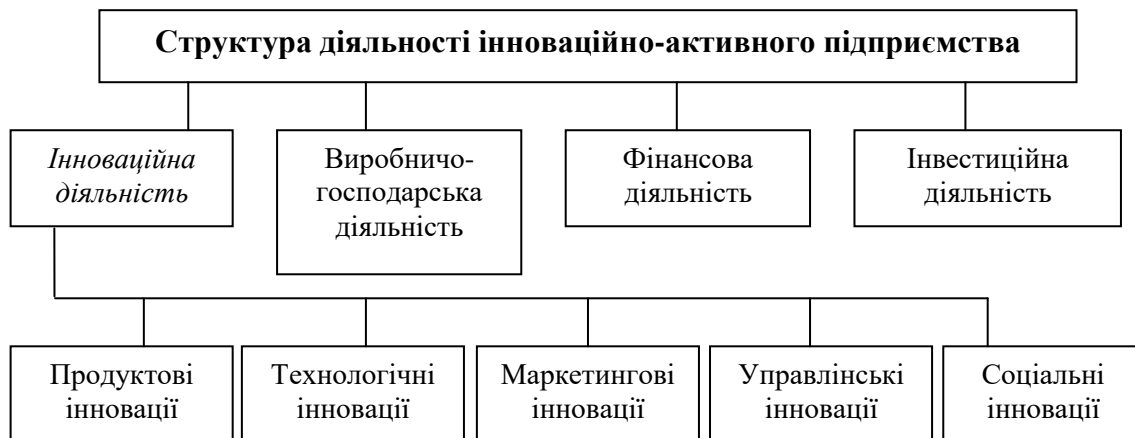 Структура діяльності інноваційно-активного підприємства
Інноваційна
діяльність
Виробничо-
господарська
діяльність
Фінансова
діяльність
Інвестиційна
діяльність
Продуктові
інновації
Технологічні
інновації
Маркетингові
інновації
Управлінські
інновації
Соціальні
інновації